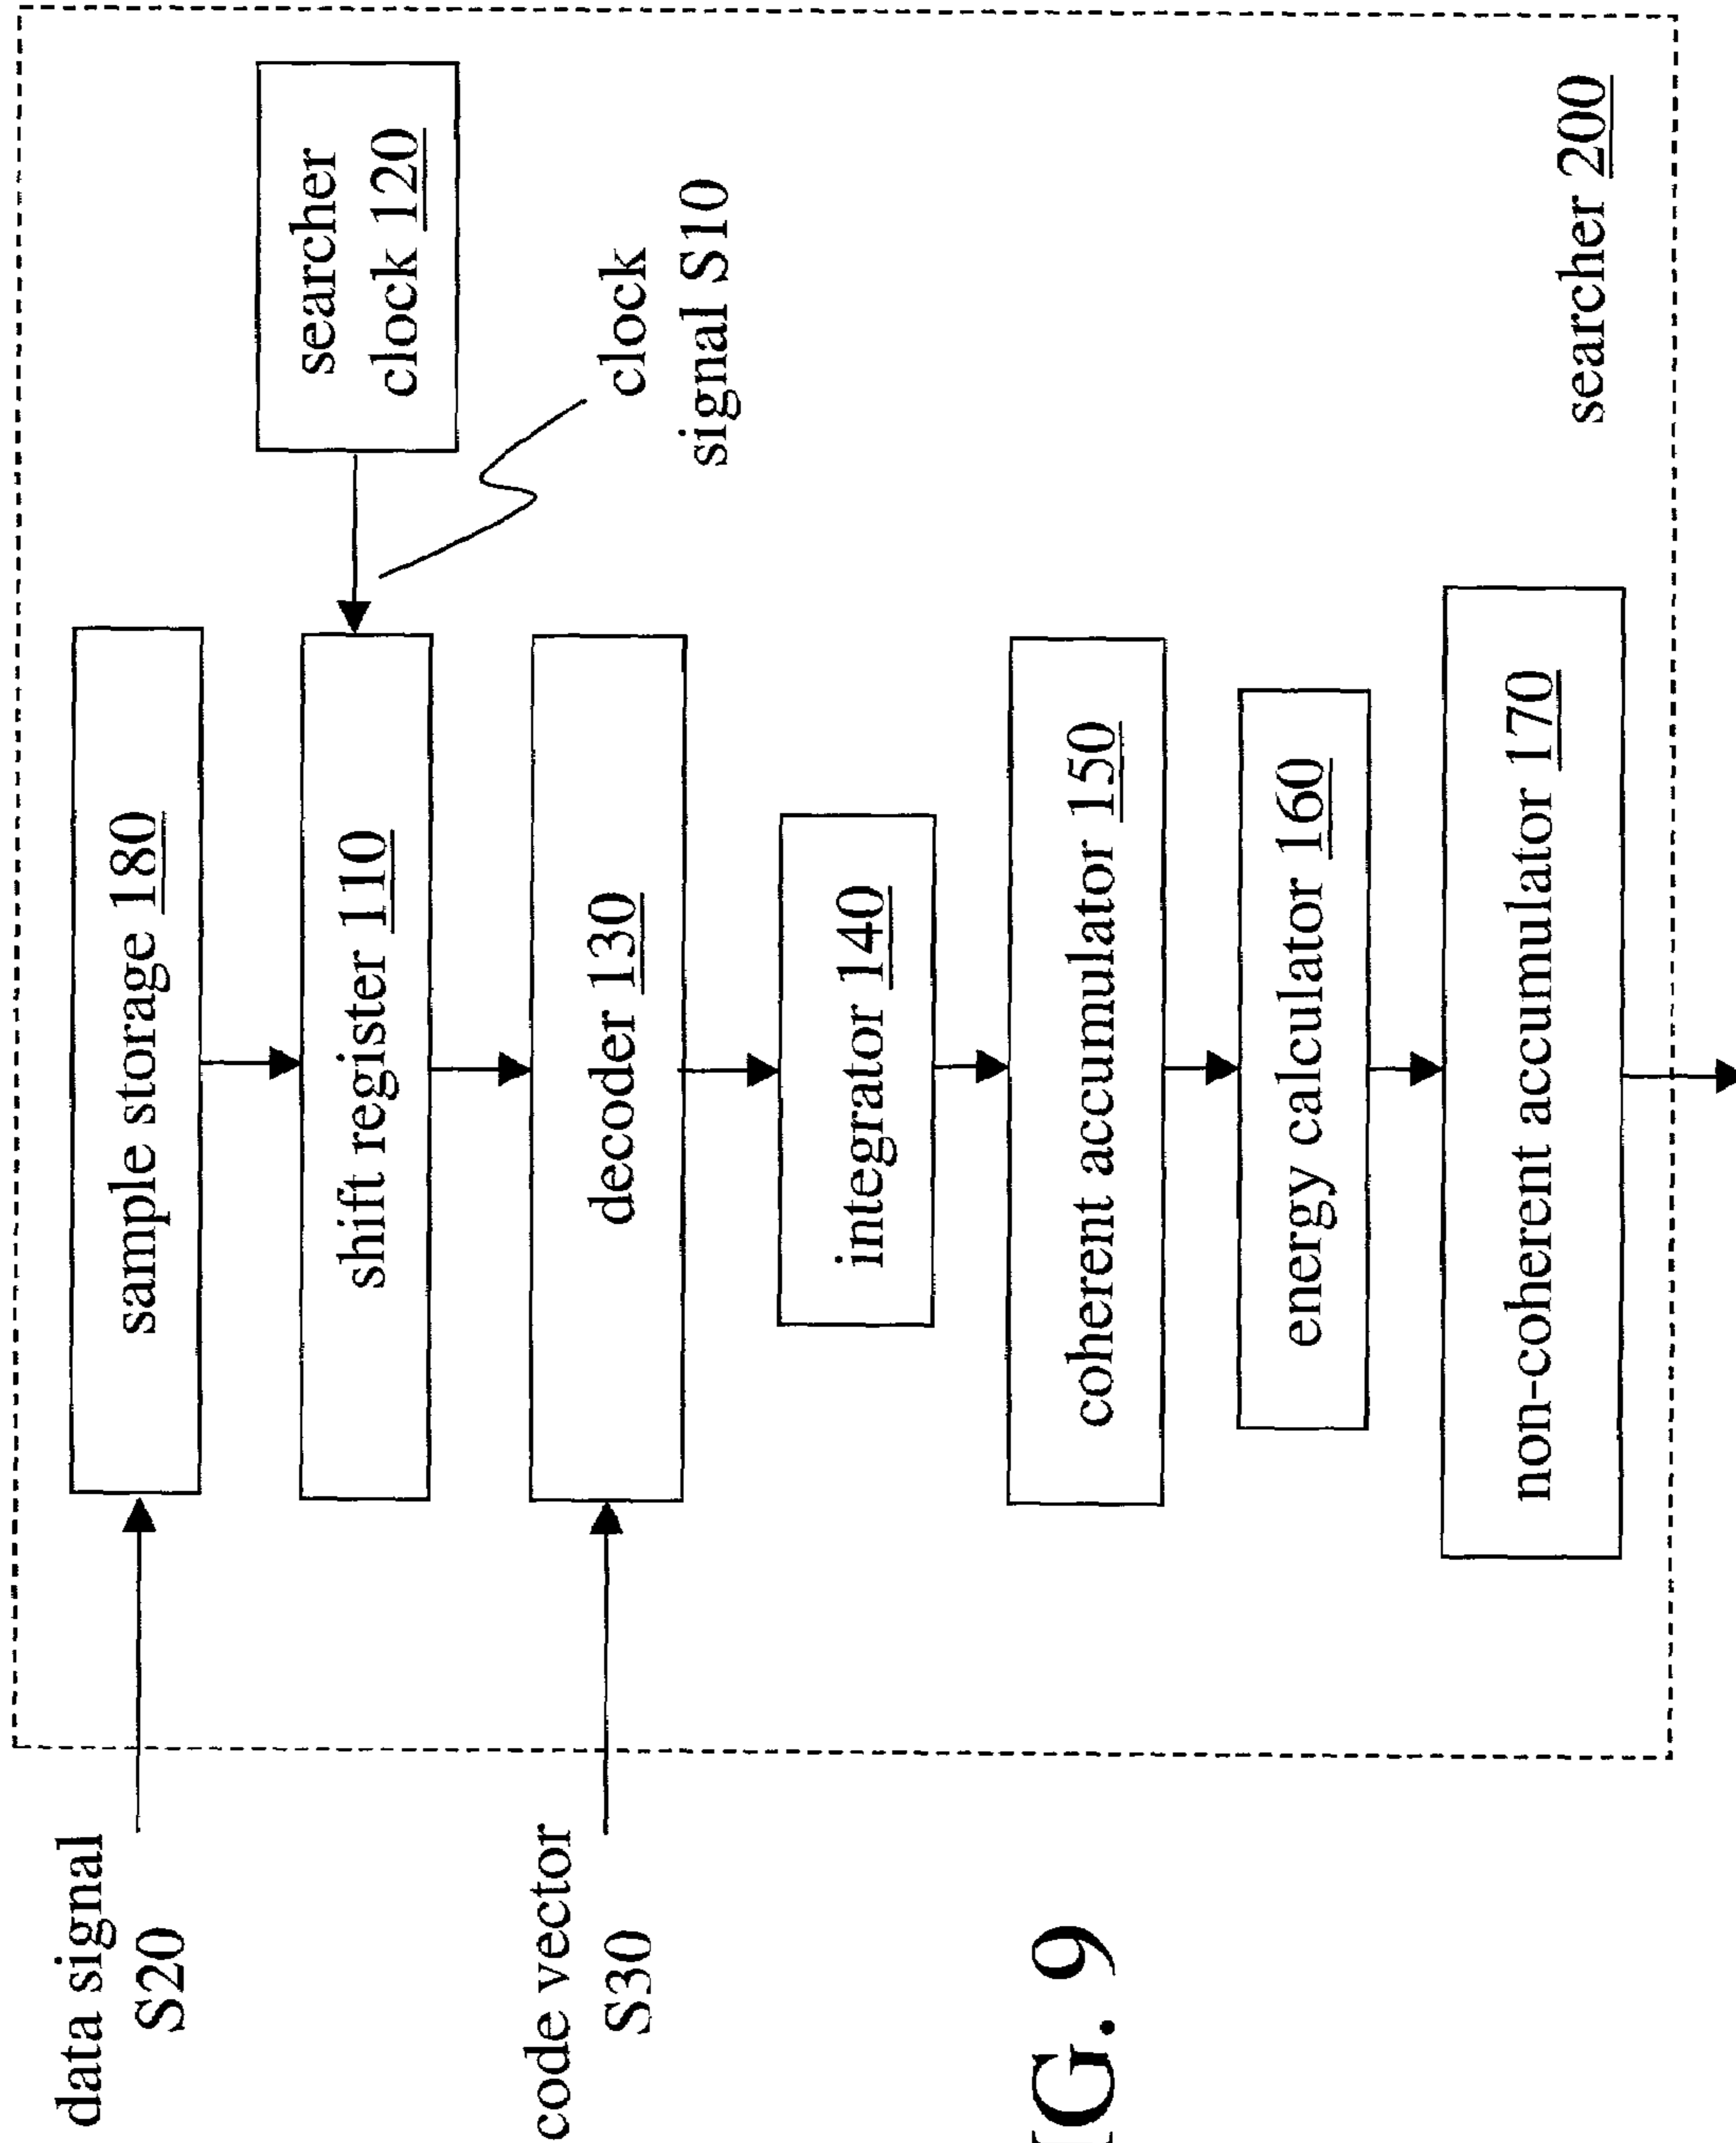 data signal
S20
code vector
S30
sample storage 180
shift register 110
searcher
clock 120
clock
signal S10
decoder 130
integrator 140
coherent accumulator 150
energy calculator 160
non-coherent accumulator 170
searcher 200
IG. 9